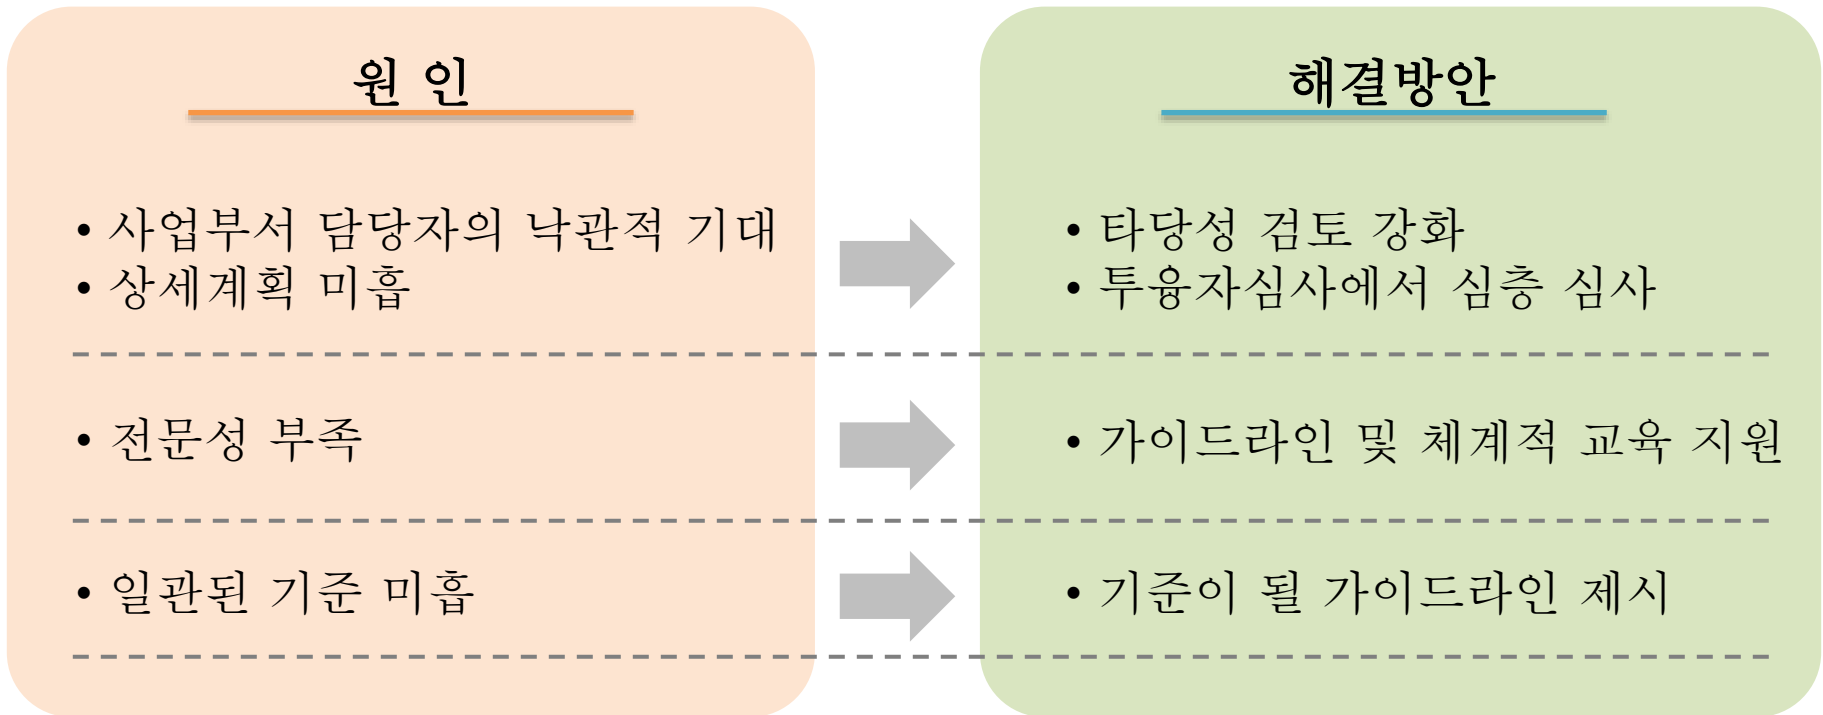 원 인
• 사업부서 담당자의 낙관적 기대
• 상세계획 미흡
• 전문성 부족
• 일관된 기준 미흡
해결방안
• 타당성 검토 강화
• 투융자심사에서 심층 심사
• 가이드라인 및 체계적 교육 지원
• 기준이 될 가이드라인 제시